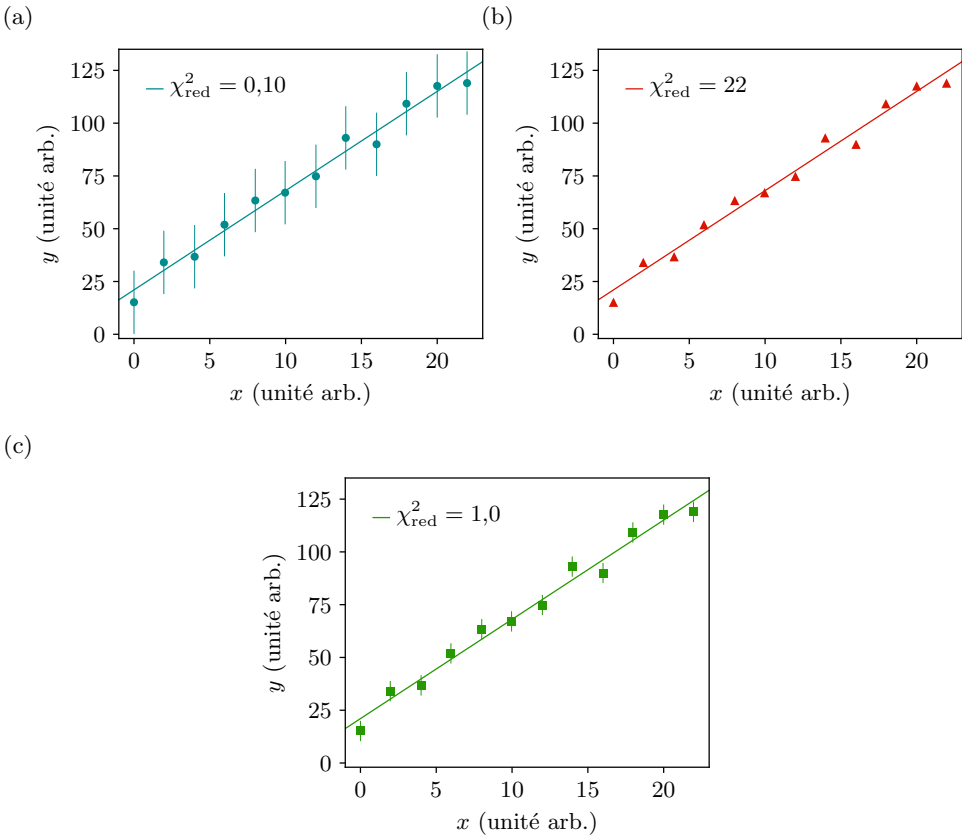 (a)
χ²red = 0,10
125
100
75
50
25
0
y (unité arb.)
0 5 10 15 20
x (unité arb.)
(b)
χ²red = 22
125
100
75
50
25
0
y (unité arb.)
0 5 10 15 20
x (unité arb.)
(c)
χ²red = 1,0
125
100
75
50
25
0
y (unité arb.)
0 5 10 15 20
x (unité arb.)